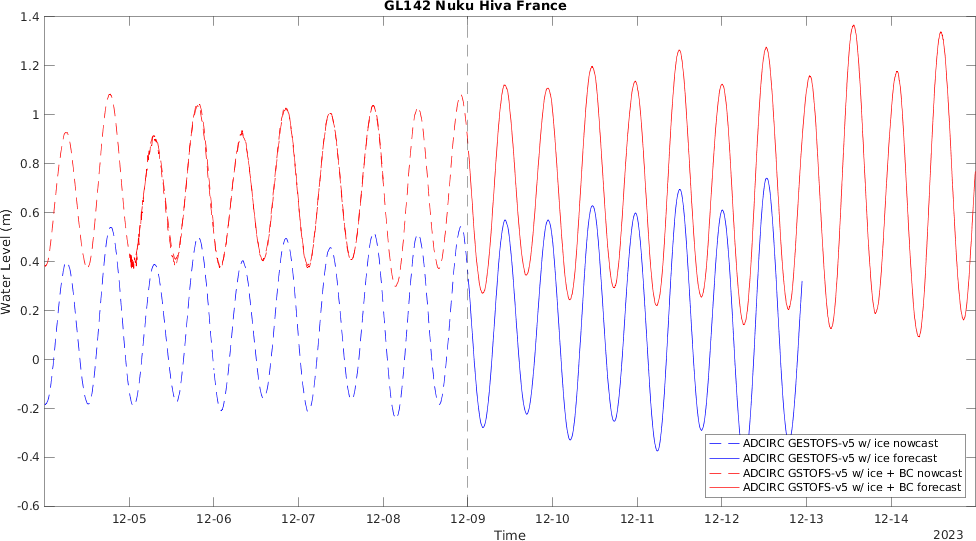 GL142 Nuku Hiva France
1.4
1.2
1
0.8
0.6
0.4
0.2
0
-0.2
-0.4
-0.6
Water Level (m)
ADCIRC GESTOFS-v5 w/ ice nowcast
ADCIRC GESTOFS-v5 w/ ice forecast
ADCIRC GSTOFS-v5 w/ ice + BC nowcast
ADCIRC GSTOFS-v5 w/ ice + BC forecast
12-05 12-06 12-07 12-08 12-09 12-10 12-11 12-12 12-13 12-14
Time
2023